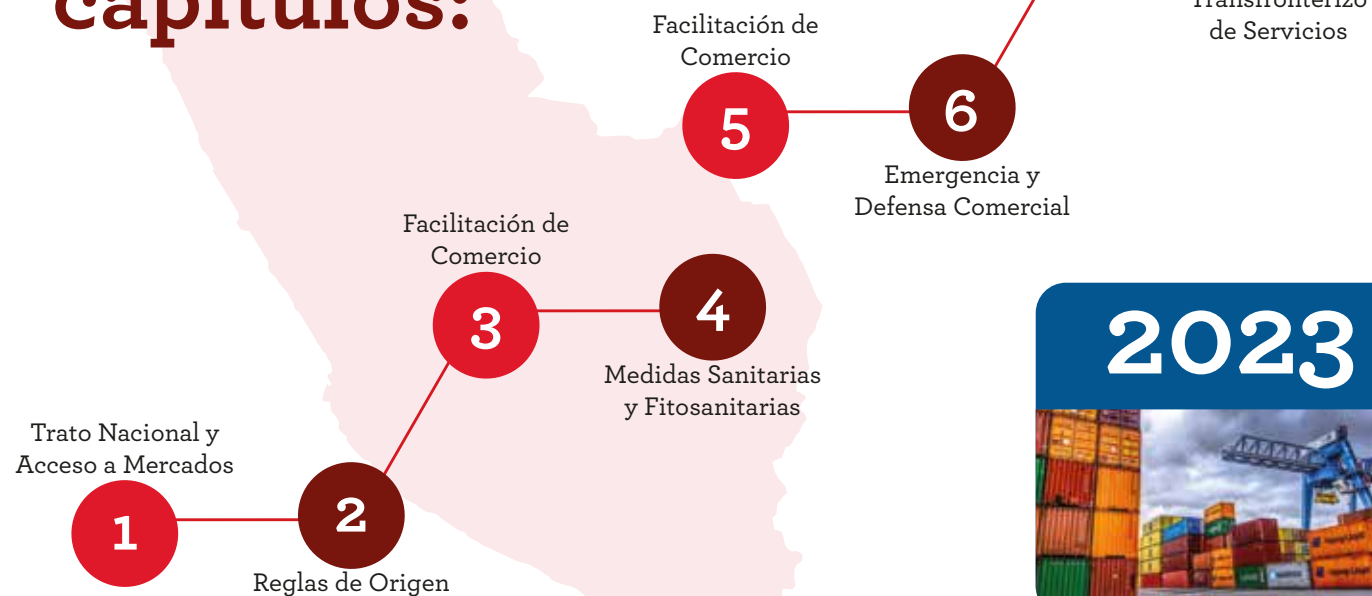 capítulos:
Facilitación de
Comercio
5
6
Emergencia y
Defensa Comercial
Transfronterizo
de Servicios
Facilitación de
Comercio
3
4
Medidas Sanitarias
y Fitosanitarias
Trato Nacional y
Acceso a Mercados
1
2
Reglas de Origen
2023